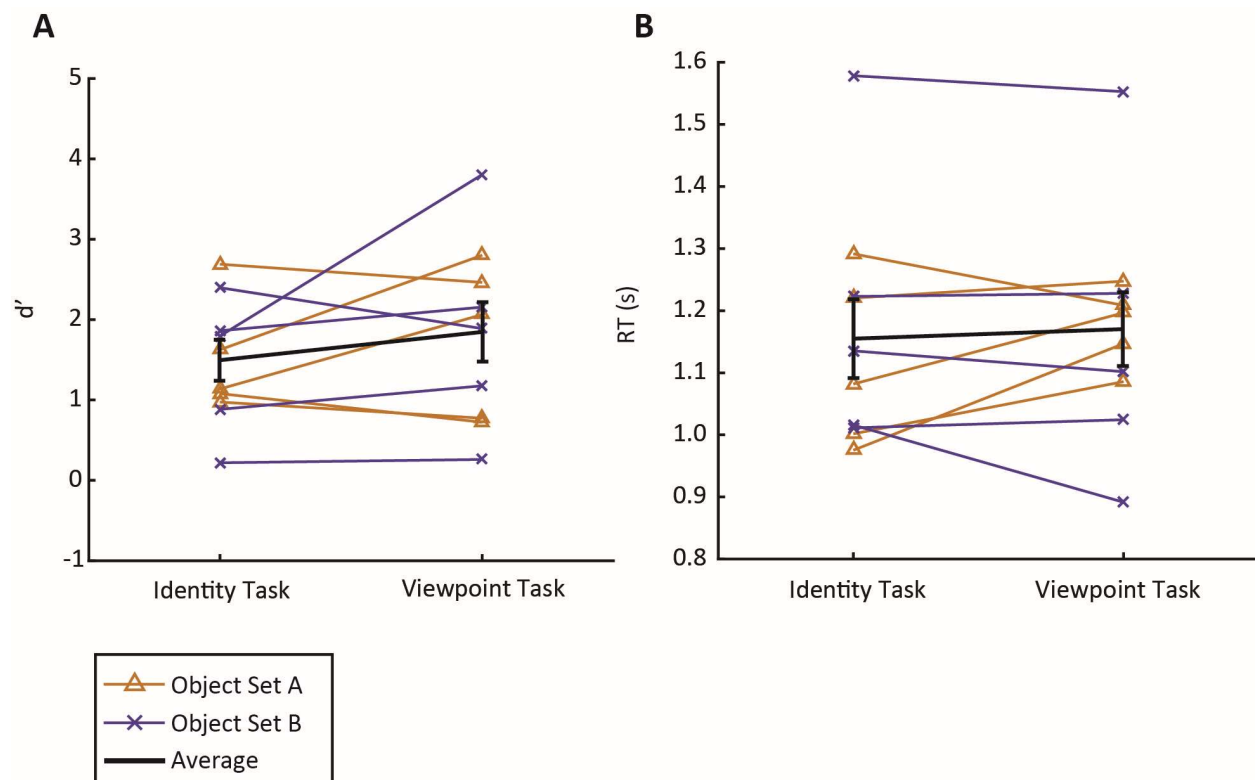 A
B
5
4
3
2
1
0
-1
d’
Identity Task
Viewpoint Task
1.6
1.5
1.4
1.3
1.2
1.1
1.0
0.9
0.8
RT (s)
Identity Task
Viewpoint Task
Object Set A
Object Set B
Average